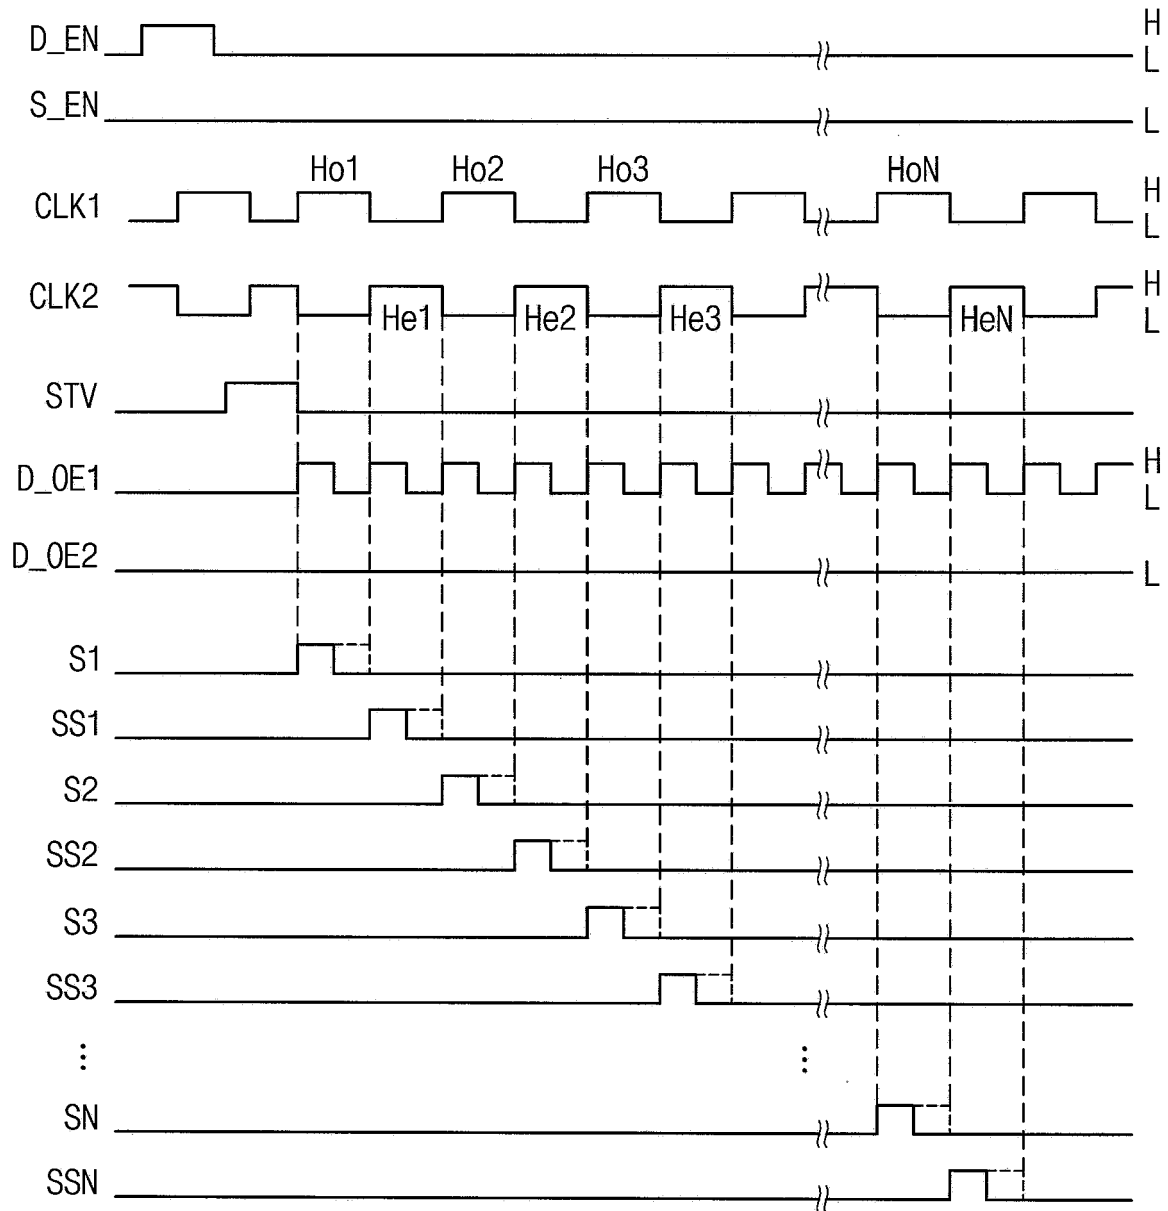 D_EN H
L
S_EN L
Ho1 Ho2 Ho3 HoN
CLK1 H
L
CLK2 H
L
He1 He2 He3 HeN
STV
D_OE1 H
L
D_OE2 L
S1
SS1
S2
SS2
S3
SS3
⋮ ⋮
SN
SSN